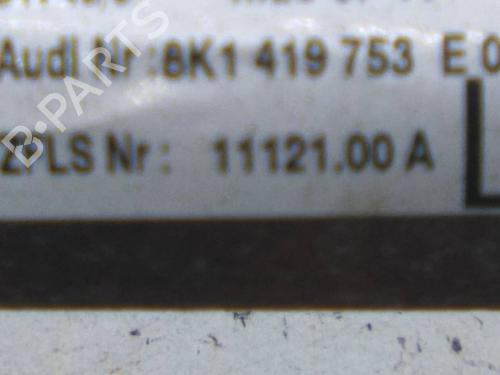 Audi Nr: 8K1 419 753 E 0
ZFLS Nr: 11121.00 A
B-PARTS